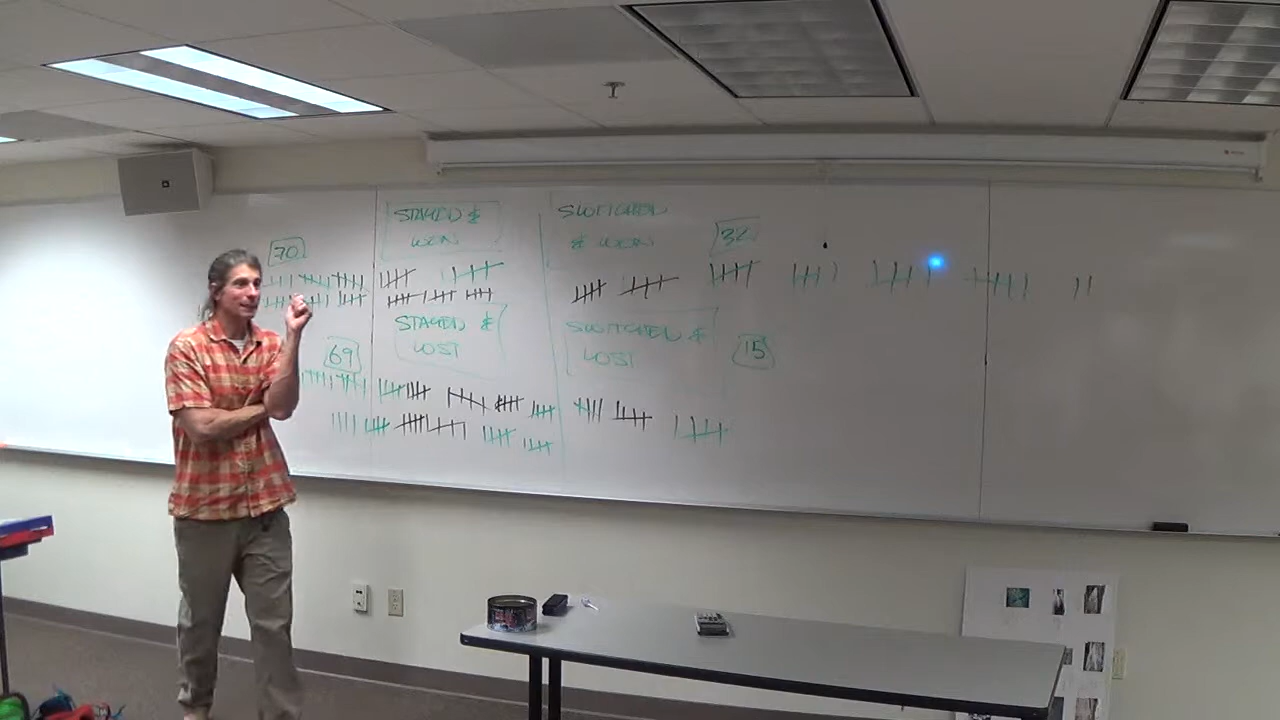 70
STAYED &
WON
SWITCHED
& WON
32
STAYED &
LOST
69
SWITCHED &
LOST
15